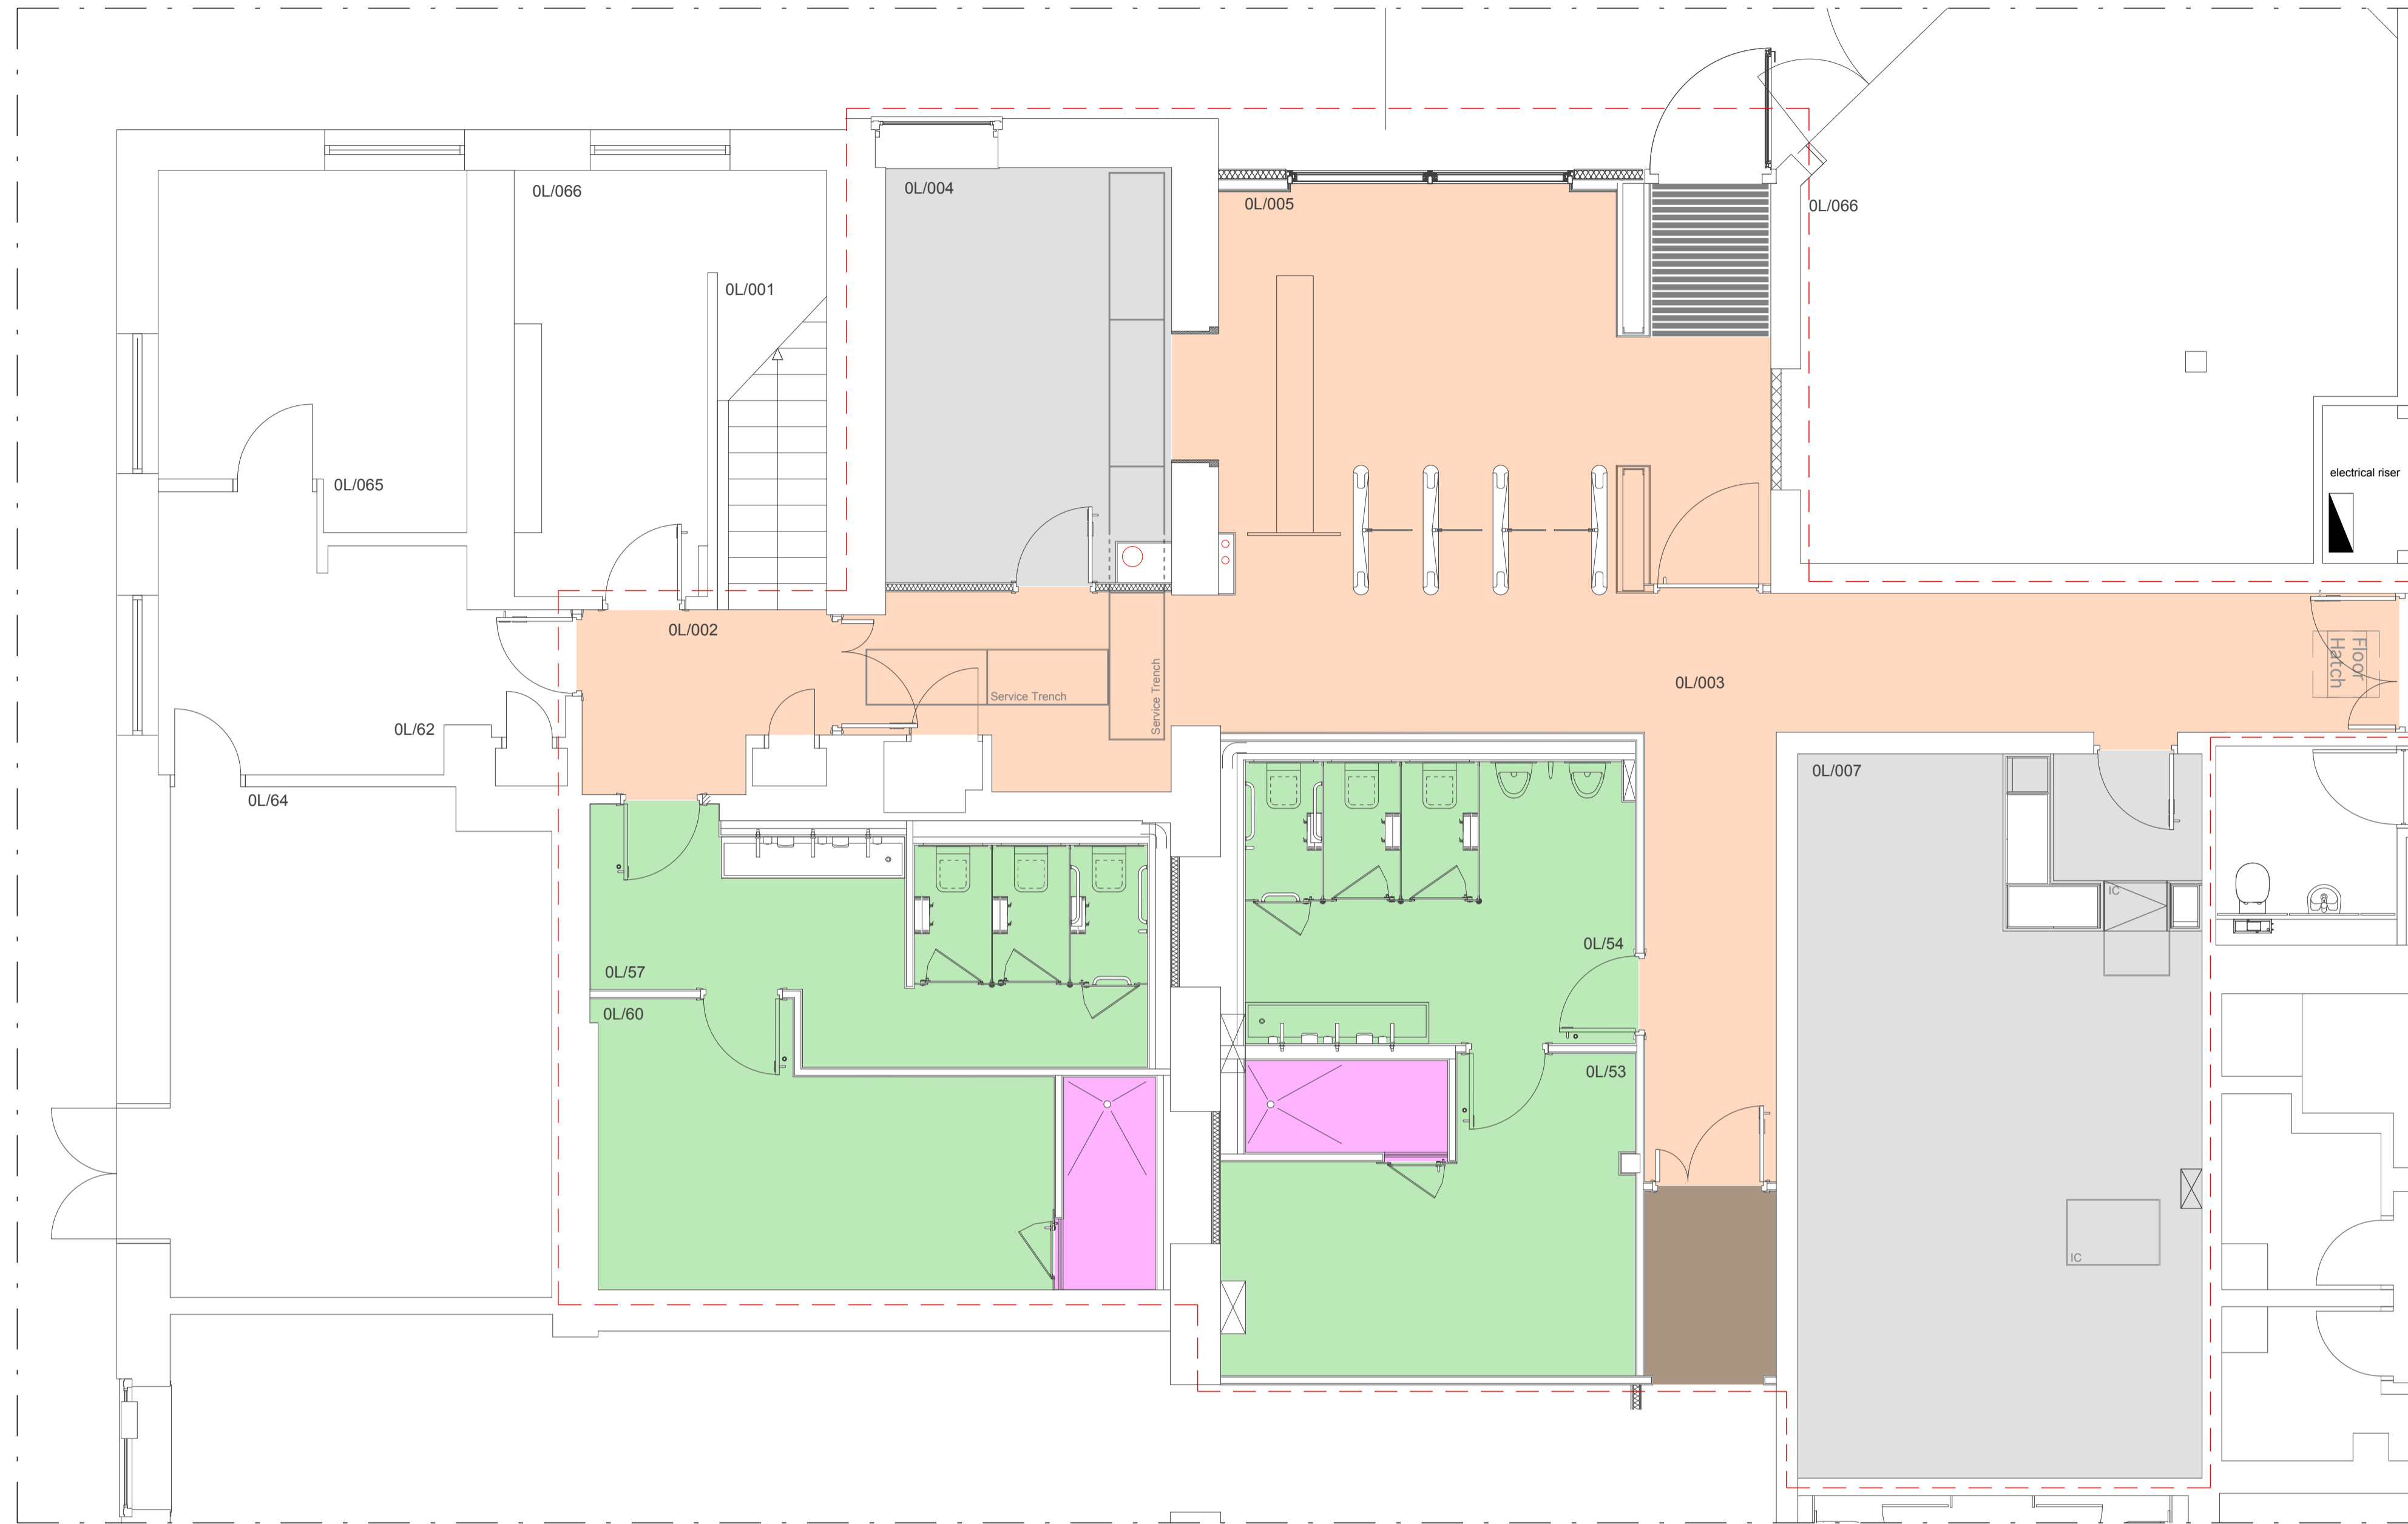 0L/066
0L/004
0L/005
0L/066
0L/001
electrical riser
0L/065
0L/002
Service Trench
Service Trench
0L/003
Floor
Hatch
0L/62
0L/64
0L/007
IC
0L/54
0L/57
0L/60
0L/53
IC